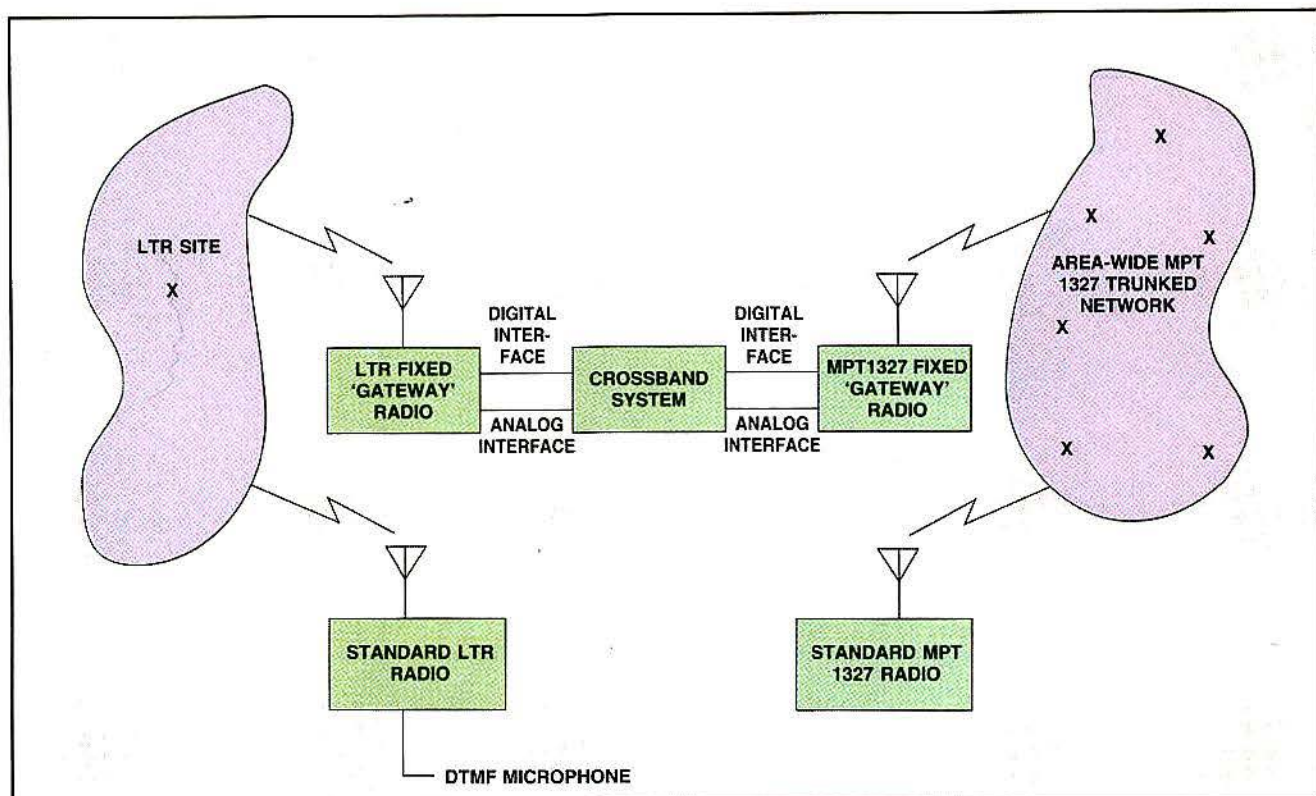 LTR SITE
X
X
X
X
AREA-WIDE MPT
1327 TRUNKED
NETWORK
X
X
X
DIGITAL
INTER-
FACE
DIGITAL
INTER-
FACE
LTR FIXED
'GATEWAY'
RADIO
CROSSBAND
SYSTEM
MPT1327 FIXED
'GATEWAY'
RADIO
ANALOG
INTERFACE
ANALOG
INTERFACE
STANDARD LTR
RADIO
STANDARD MPT
1327 RADIO
DTMF MICROPHONE